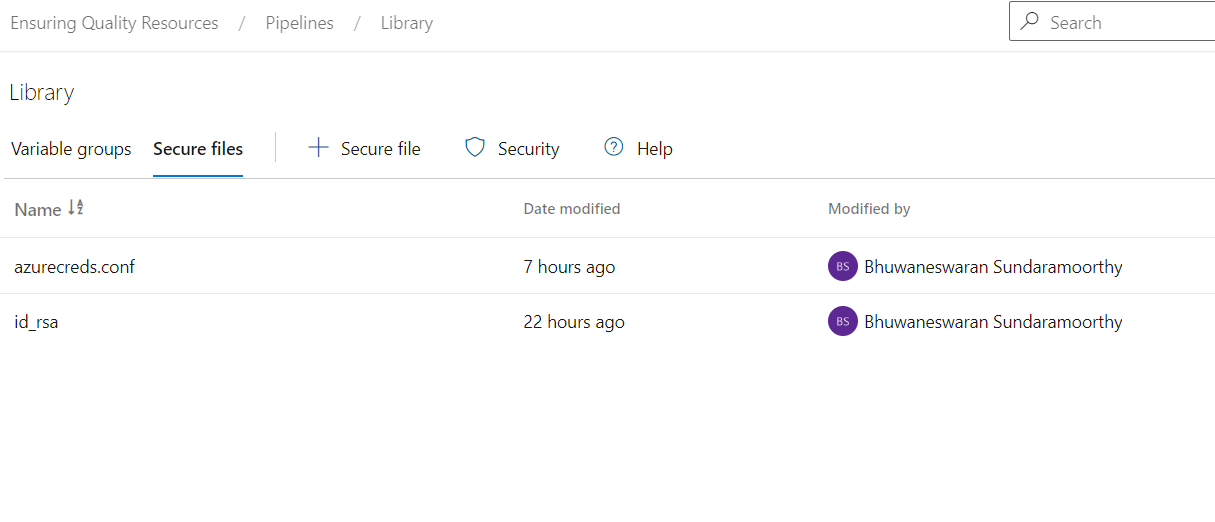 Ensuring Quality Resources / Pipelines / Library
Search
Library
Variable groups Secure files Secure file Security Help
Name Date modified Modified by
azurecreds.conf 7 hours ago BS Bhuwaneswaran Sundaramoorthy
id_rsa 22 hours ago BS Bhuwaneswaran Sundaramoorthy